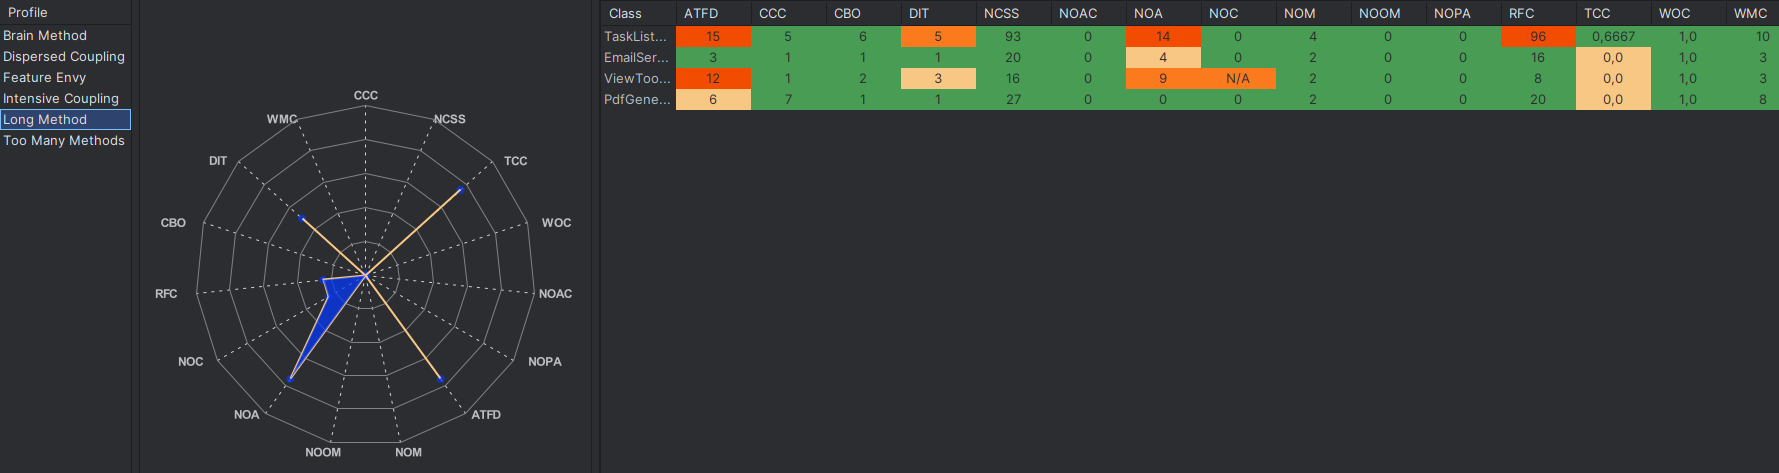 Profile
Brain Method
Dispersed Coupling
Feature Envy
Intensive Coupling
Long Method
Too Many Methods
CCC
WMC
NCSS
DIT
TCC
CBO
WOC
RFC
NOAC
NOC
NOPA
NOA
ATFD
NOOM
NOM
Class ATFD CCC CBO DIT NCSS NOAC NOA NOC NOM NOOM NOPA RFC TCC WOC WMC
TaskList... 15 5 6 5 93 0 14 0 4 0 0 96 0,6667 1,0 10
EmailSer... 3 1 1 1 20 0 4 0 2 0 0 16 0,0 1,0 3
ViewToo... 12 1 2 3 16 0 9 N/A 2 0 0 8 0,0 1,0 3
PdfGene... 6 7 1 1 27 0 0 0 2 0 0 20 0,0 1,0 8